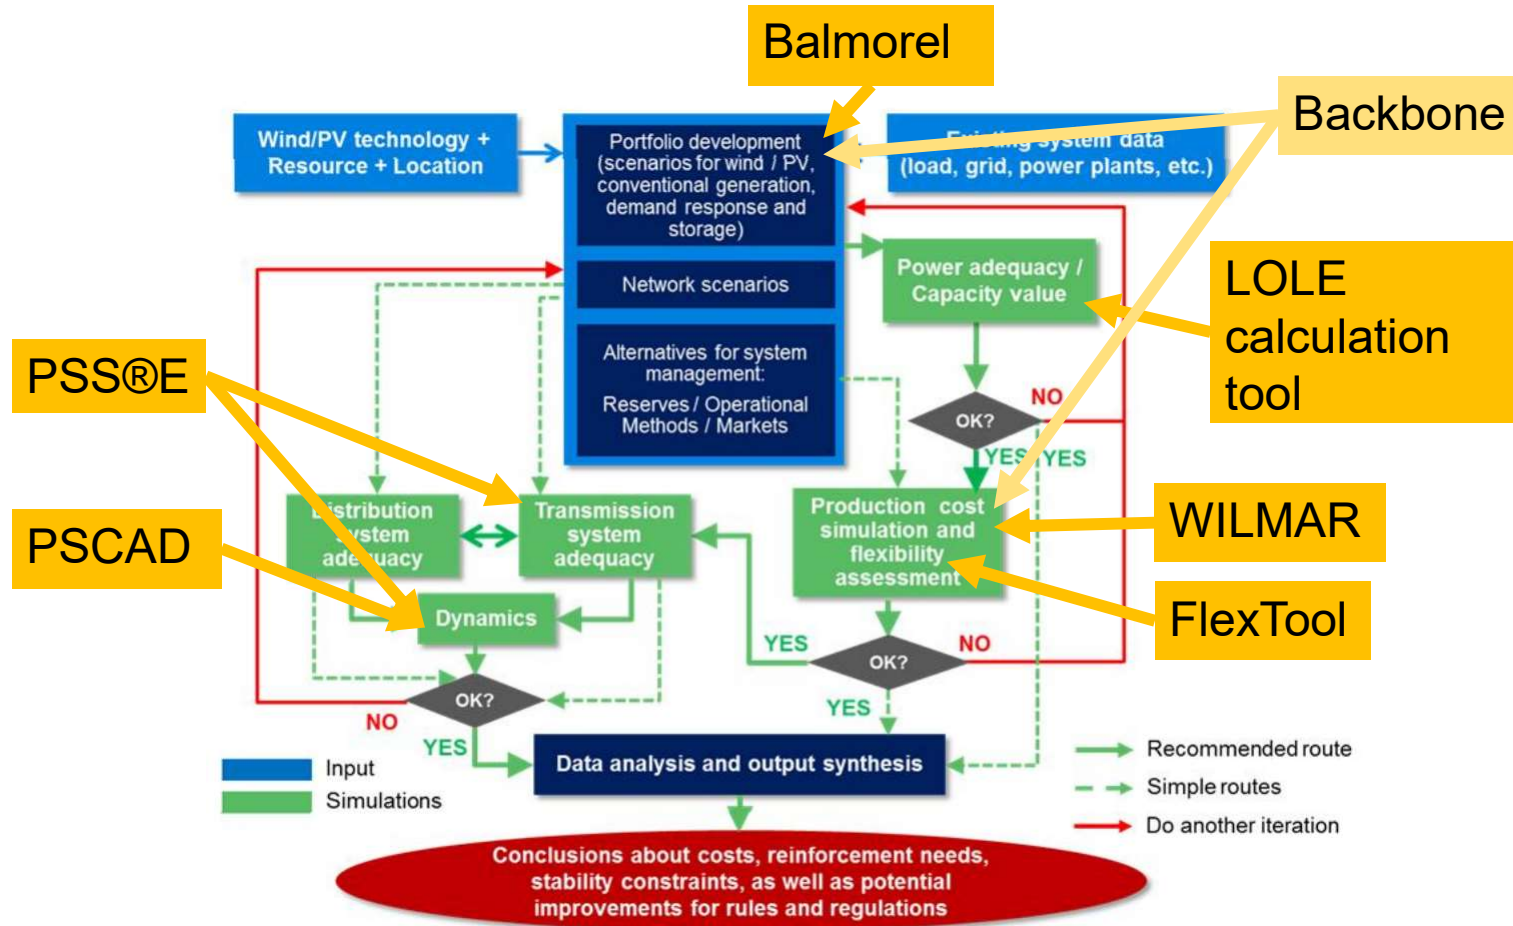 Balmorel
Backbone
Wind/PV technology +
Resource + Location
Portfolio development
(scenarios for wind / PV,
conventional generation,
demand response and
storage)
Existing system data
(load, grid, power plants, etc.)
Network scenarios
Power adequacy /
Capacity value
LOLE
calculation
tool
Alternatives for system
management:
Reserves / Operational
Methods / Markets
PSS®E
OK?
NO
YES
YES
Distribution
system
adequacy
Transmission
system
adequacy
Production cost
simulation and
flexibility
assessment
WILMAR
PSCAD
FlexTool
Dynamics
YES
OK?
NO
OK?
NO
YES
YES
Data analysis and output synthesis
Input
Simulations
Recommended route
Simple routes
Do another iteration
Conclusions about costs, reinforcement needs,
stability constraints, as well as potential
improvements for rules and regulations